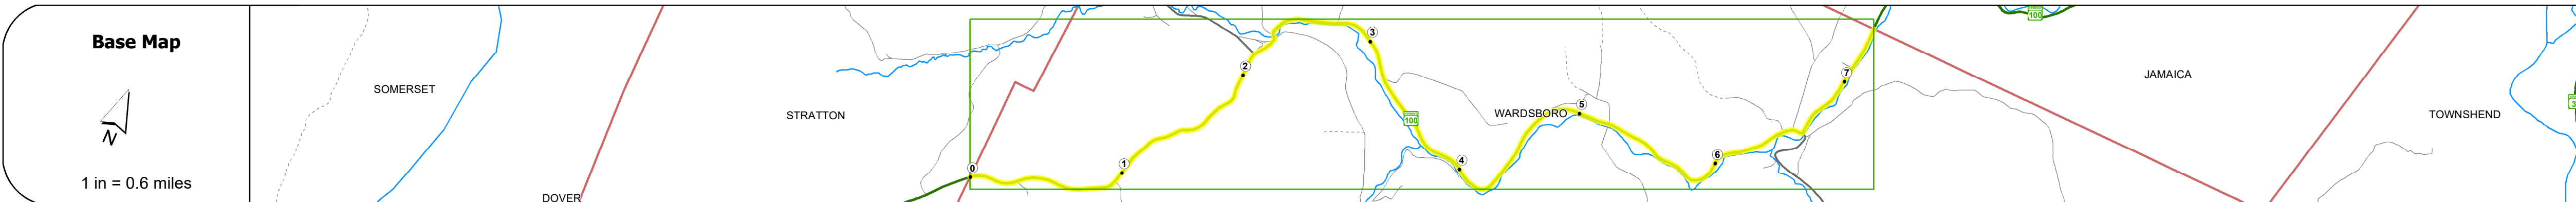 Base Map
N
1 in = 0.6 miles
SOMERSET
DOVER
STRATTON
0
1
2
3
100
4
WARDSBORO
5
6
7
100
JAMAICA
TOWNSHEND
3